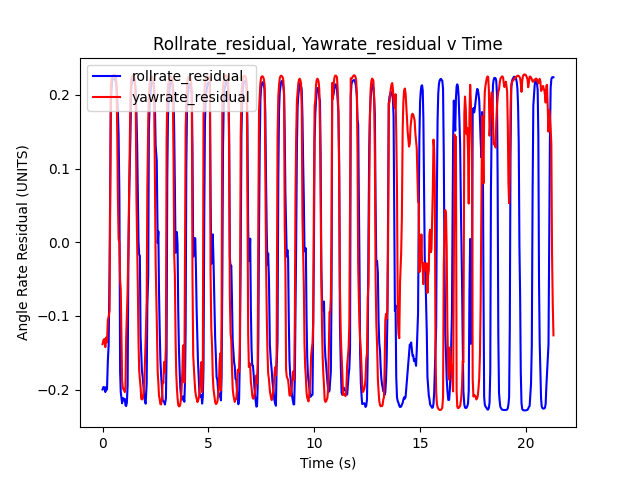 Rollrate_residual, Yawrate_residual v Time
rollrate_residual
yawrate_residual
Angle Rate Residual (UNITS)
0.2
0.1
0.0
−0.1
−0.2
0 5 10 15 20
Time (s)